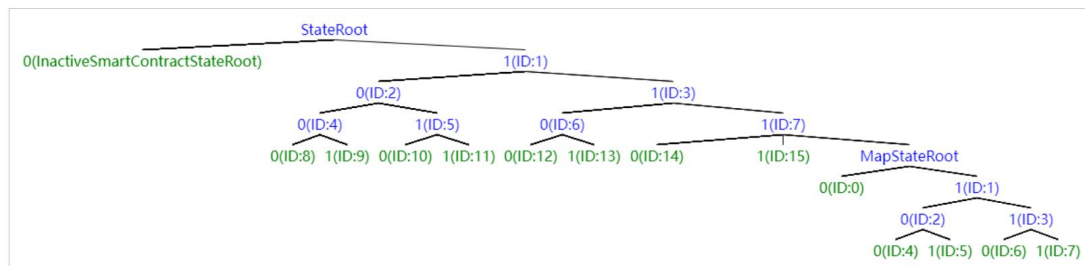 StateRoot
0(InactiveSmartContractStateRoot) 1(ID:1)
0(ID:2) 1(ID:3)
0(ID:4) 1(ID:5) 0(ID:6) 1(ID:7)
0(ID:8) 1(ID:9) 0(ID:10) 1(ID:11) 0(ID:12) 1(ID:13) 0(ID:14) 1(ID:15) MapStateRoot
0(ID:0) 1(ID:1)
0(ID:2) 1(ID:3)
0(ID:4) 1(ID:5) 0(ID:6) 1(ID:7)